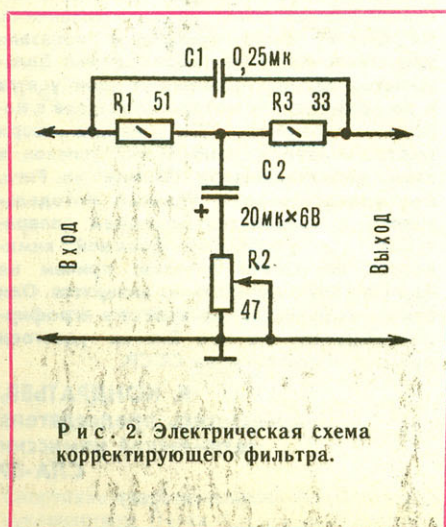 C1 0,25мк
R1 51
R3 33
C2
+
20мк×6В
R2
47
Вход
Выход
Рис. 2. Электрическая схема
корректирующего фильтра.